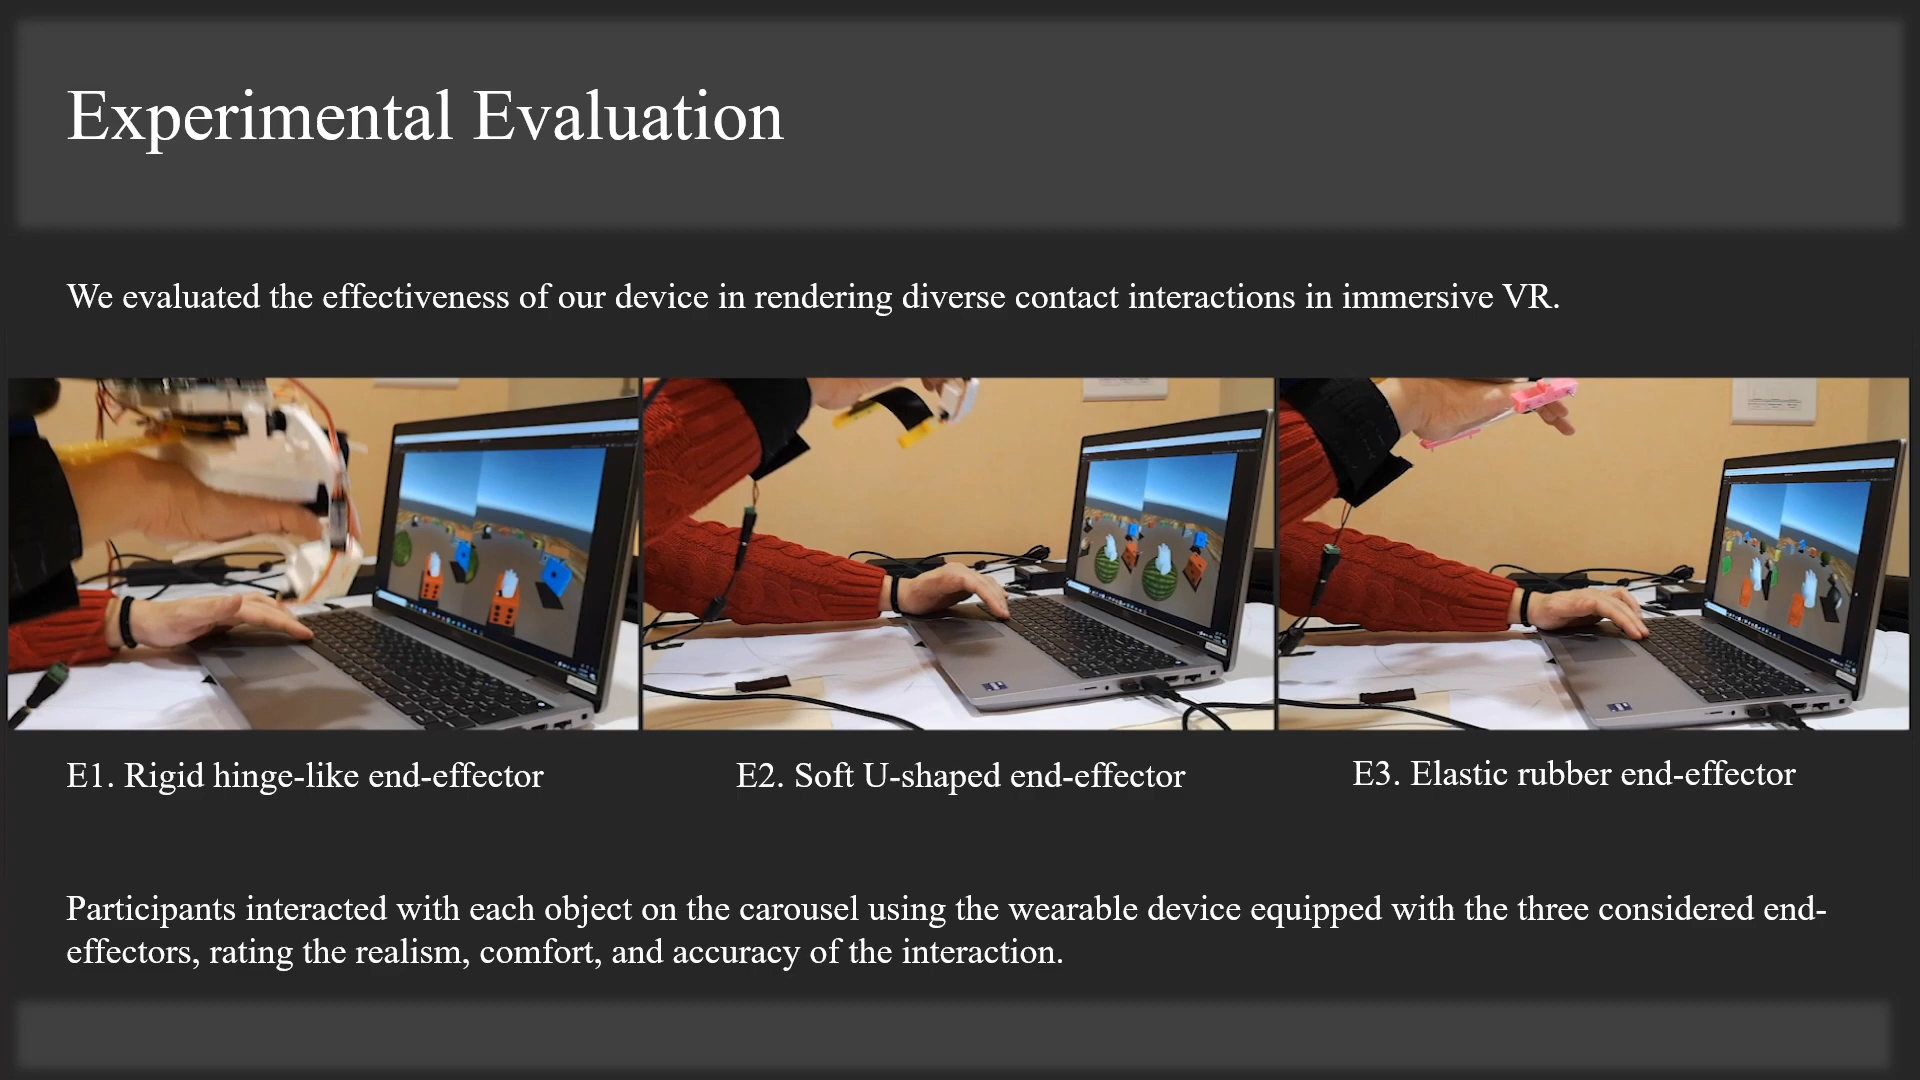 Experimental Evaluation
We evaluated the effectiveness of our device in rendering diverse contact interactions in immersive VR.
E1. Rigid hinge-like end-effector
E2. Soft U-shaped end-effector
E3. Elastic rubber end-effector
Participants interacted with each object on the carousel using the wearable device equipped with the three considered end-
effectors, rating the realism, comfort, and accuracy of the interaction.